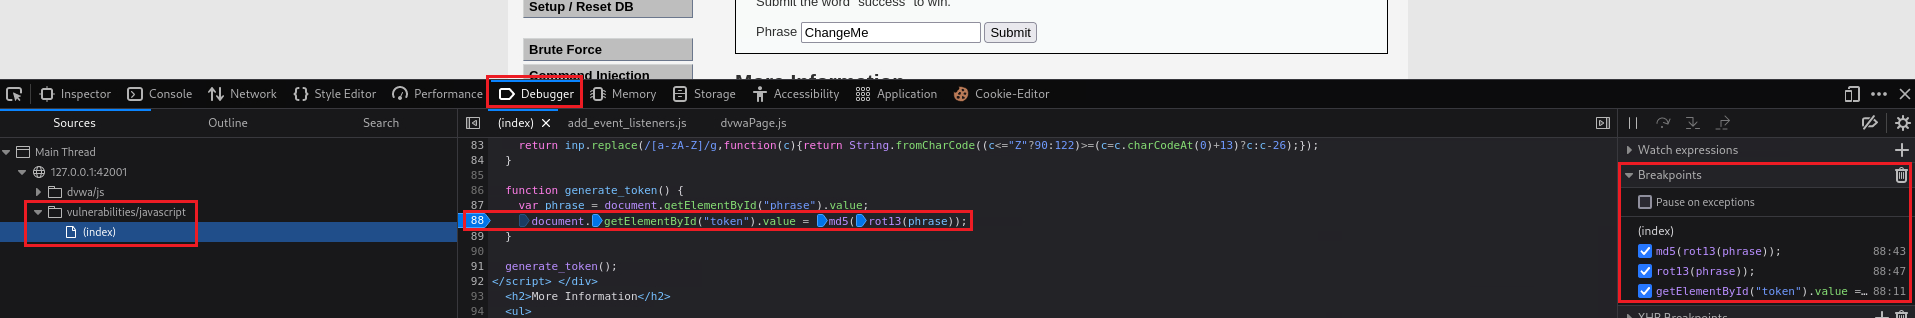 Setup / Reset DB
Submit the word "success" to win.
Phrase ChangeMe Submit
Brute Force
Command Injection
More Information
Inspector Console Network Style Editor Performance Debugger Memory Storage Accessibility Application Cookie-Editor
Sources Outline Search
(index) add_event_listeners.js dvwaPage.js
Main Thread
127.0.0.1:42001
dvwa/js
vulnerabilities/javascript
(index)
83 return inp.replace(/[a-zA-Z]/g,function(c){return String.fromCharCode((c<="Z"?90:122)>=(c=c.charCodeAt(0)+13)?c:c-26);});
84 }
85
86 function generate_token() {
87 var phrase = document.getElementById("phrase").value;
88 document.getElementById("token").value = md5(rot13(phrase));
89 }
90
91 generate_token();
92 </script> </div>
93 <h2>More Information</h2>
94 <ul>
Watch expressions
Breakpoints
Pause on exceptions
(index)
md5(rot13(phrase)); 88:43
rot13(phrase)); 88:47
getElementById("token").value =… 88:11
XHR Breakpoints